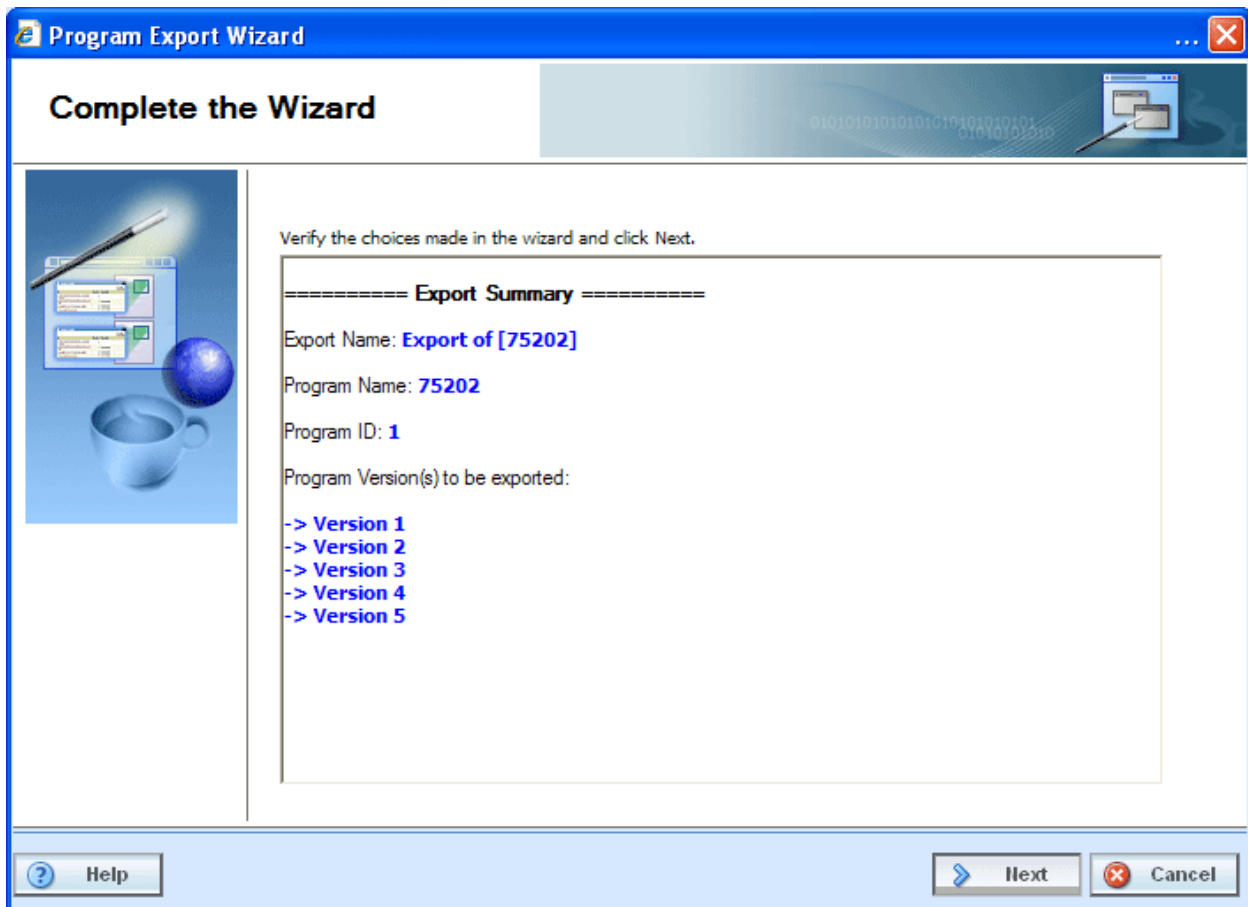 Program Export Wizard
...
Complete the Wizard
Verify the choices made in the wizard and click Next.
========== Export Summary ==========
Export Name: Export of [75202]
Program Name: 75202
Program ID: 1
Program Version(s) to be exported:
-> Version 1
-> Version 2
-> Version 3
-> Version 4
-> Version 5
Help
Next
Cancel